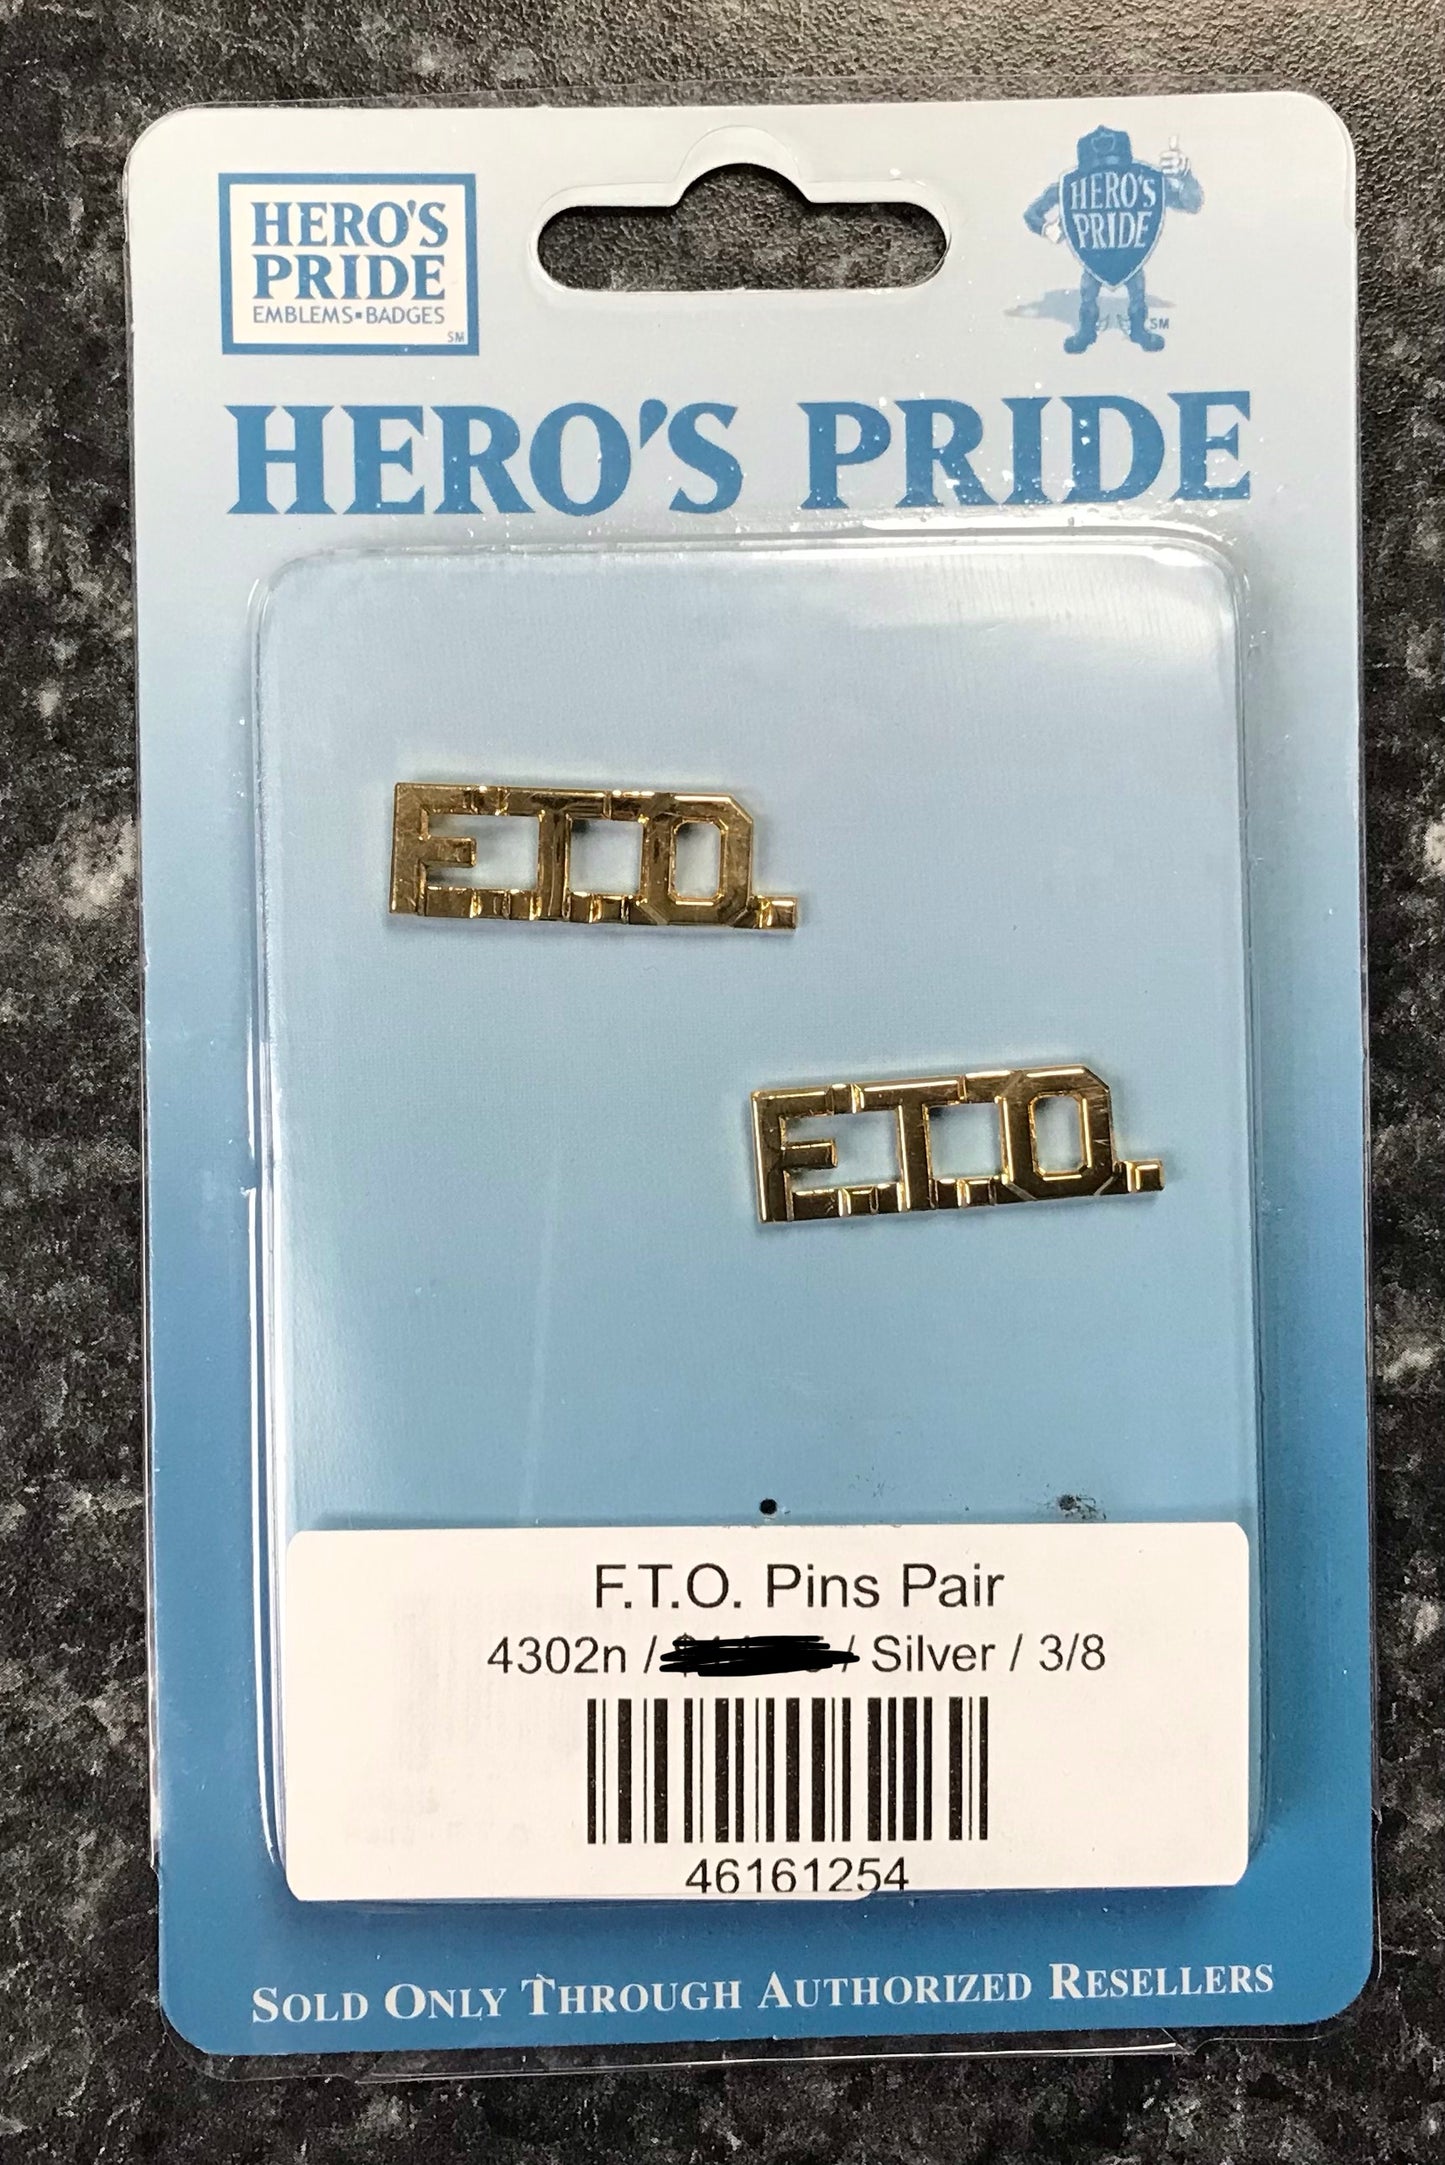 HERO'S
PRIDE
EMBLEMS▪BADGES
SM
HERO'S
PRIDE
SM
HERO'S PRIDE
F.T.O.
F.T.O.
F.T.O. Pins Pair
4302n / / Silver / 3/8
46161254
SOLD ONLY THROUGH AUTHORIZED RESELLERS